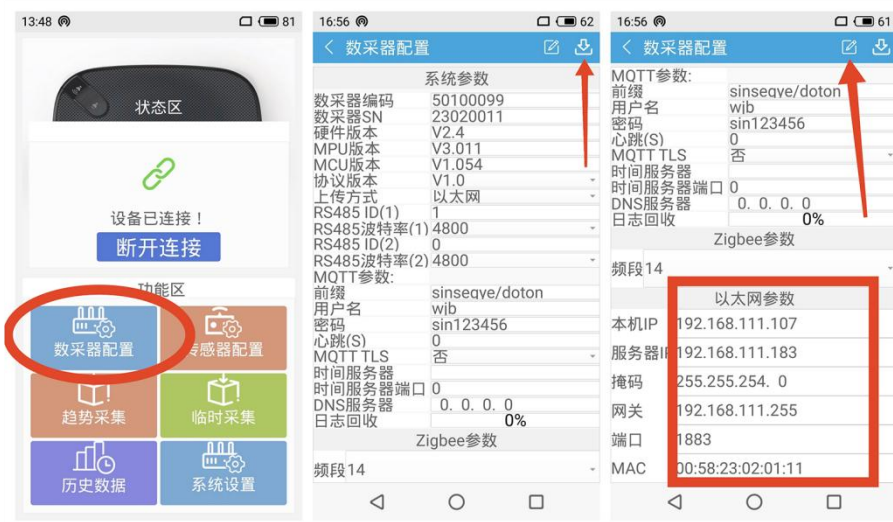 13:48
81
状态区
设备已连接！
断开连接
功能区
数采器配置
传感器配置
趋势采集
临时采集
历史数据
系统设置
16:56
62
数采器配置
系统参数
数采器编码 50100099
数采器SN 23020011
硬件版本 V2.4
MPU版本 V3.011
MCU版本 V1.054
协议版本 V1.0
上传方式 以太网
RS485 ID(1) 1
RS485波特率(1) 4800
RS485 ID(2) 0
RS485波特率(2) 4800
MQTT参数:
前缀 sinsegye/doton
用户名 wjb
密码 sin123456
心跳(S) 0
MQTT TLS 否
时间服务器
时间服务器端口 0
DNS服务器 0. 0. 0. 0
日志回收 0%
Zigbee参数
频段 14
16:56
61
数采器配置
MQTT参数:
前缀 sinsegye/doton
用户名 wjb
密码 sin123456
心跳(S) 0
MQTT TLS 否
时间服务器
时间服务器端口 0
DNS服务器 0. 0. 0. 0
日志回收 0%
Zigbee参数
频段 14
以太网参数
本机IP 192.168.111.107
服务器IP 192.168.111.183
掩码 255.255.254. 0
网关 192.168.111.255
端口 1883
MAC 00:58:23:02:01:11